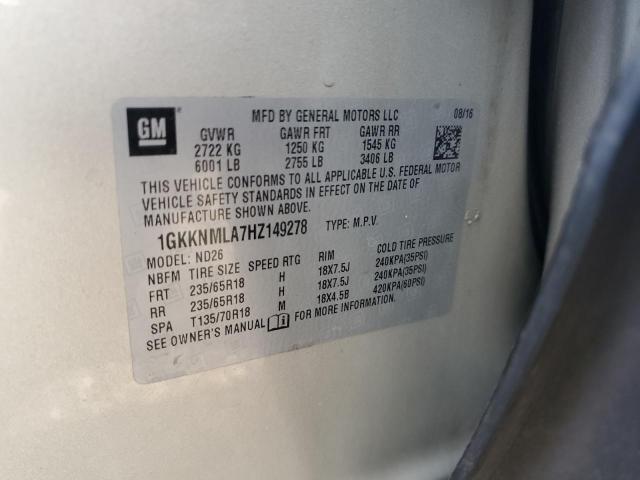 GM
MFD BY GENERAL MOTORS LLC 08/16
GVWR GAWR FRT GAWR RR
2722 KG 1250 KG 1545 KG
6001 LB 2755 LB 3406 LB
THIS VEHICLE CONFORMS TO ALL APPLICABLE U.S. FEDERAL MOTOR
VEHICLE SAFETY STANDARDS IN EFFECT ON THE DATE OF
MANUFACTURE SHOWN ABOVE.
1GKKNMLA7HZ149278 TYPE: M.P.V.
MODEL: ND26
NBFM TIRE SIZE SPEED RTG RIM COLD TIRE PRESSURE
FRT 235/65R18 H 18X7.5J 240KPA(35PSI)
RR 235/65R18 H 18X7.5J 240KPA(35PSI)
SPA T135/70R18 M 18X4.5B 420KPA(60PSI)
SEE OWNER'S MANUAL FOR MORE INFORMATION.